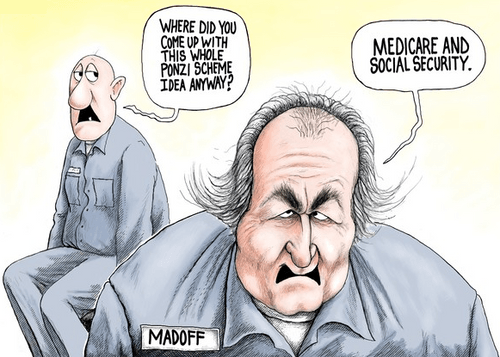 WHERE DID YOU
COME UP WITH
THIS WHOLE
PONZI SCHEME
IDEA ANYWAY?
MEDICARE AND
SOCIAL SECURITY.
MADOFF